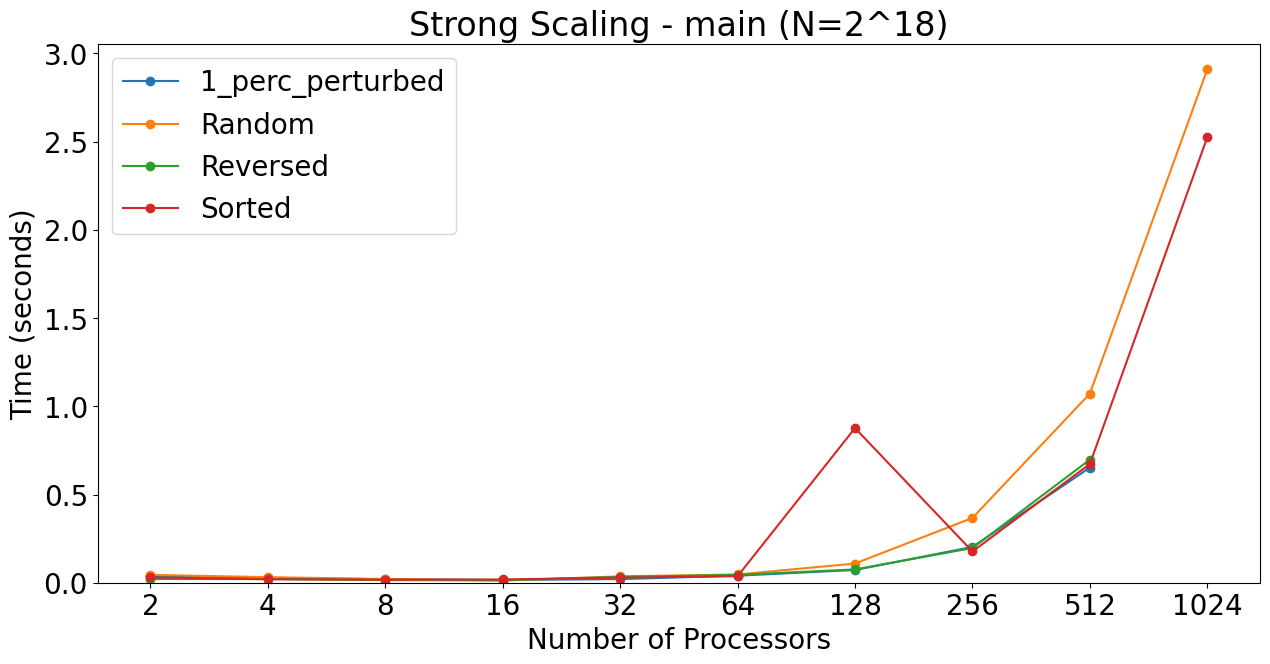 Strong Scaling - main (N=2^18)
3.0
2.5
2.0
1.5
1.0
0.5
0.0
Time (seconds)
1_perc_perturbed
Random
Reversed
Sorted
2 4 8 16 32 64 128 256 512 1024
Number of Processors